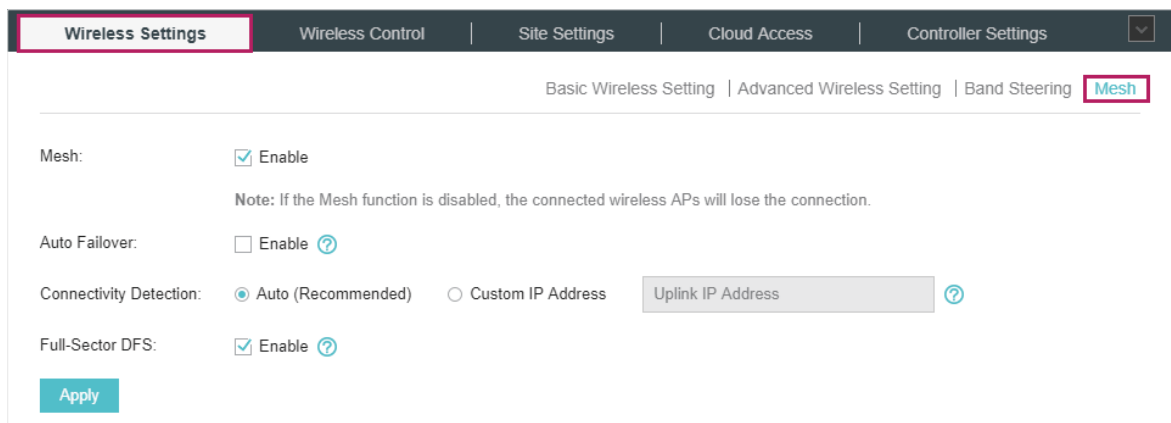 Wireless Settings Wireless Control Site Settings Cloud Access Controller Settings
Basic Wireless Setting | Advanced Wireless Setting | Band Steering Mesh
Mesh: Enable
Note: If the Mesh function is disabled, the connected wireless APs will lose the connection.
Auto Failover: Enable ?
Connectivity Detection: Auto (Recommended) Custom IP Address Uplink IP Address ?
Full-Sector DFS: Enable ?
Apply